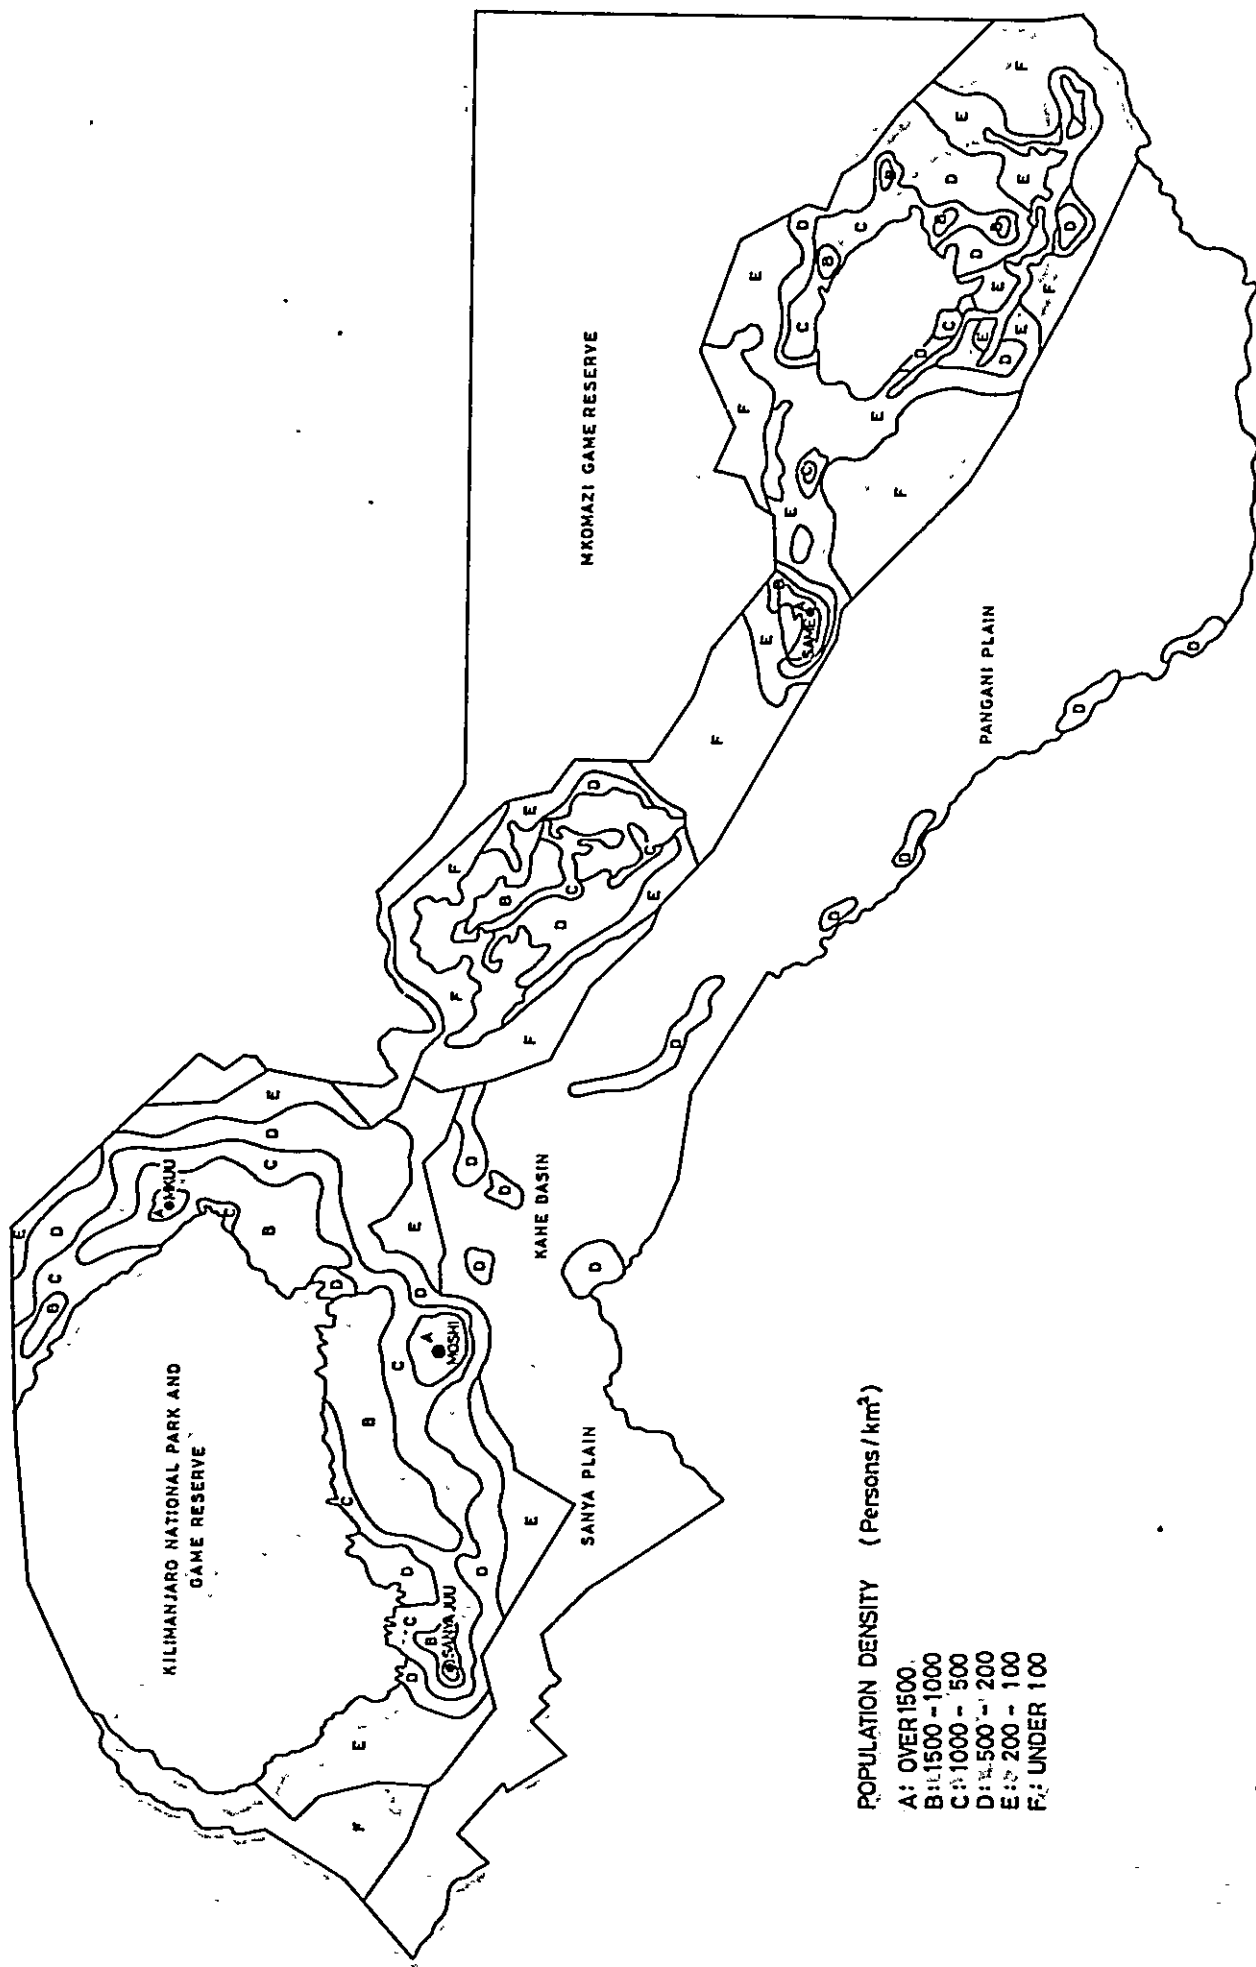 E
D
C
B
A MKUU
C
B
C
D
E
KILIMANJARO NATIONAL PARK AND
GAME RESERVE
D
C
B
C
D
C
B
SANYA JUU
D
E
F
A
MOSHI
D
E
D
E
SANYA PLAIN
KAHE BASIN
D
D
D
D
D
F
F
B
E
D
C
D
C
E
F
MKOMAZI GAME RESERVE
F
E
B
A
SAME
E
C
F
E
D
C
B
C
B
E
F
D
C
B
D
E
D
E
B
E
D
E
E
F
F
D
PANGANI PLAIN
D
D
D
D
POPULATION DENSITY (Persons/km²)
A: OVER 1500
B: 1500 - 1000
C: 1000 - 500
D: 500 - 200
E: 200 - 100
F: UNDER 100